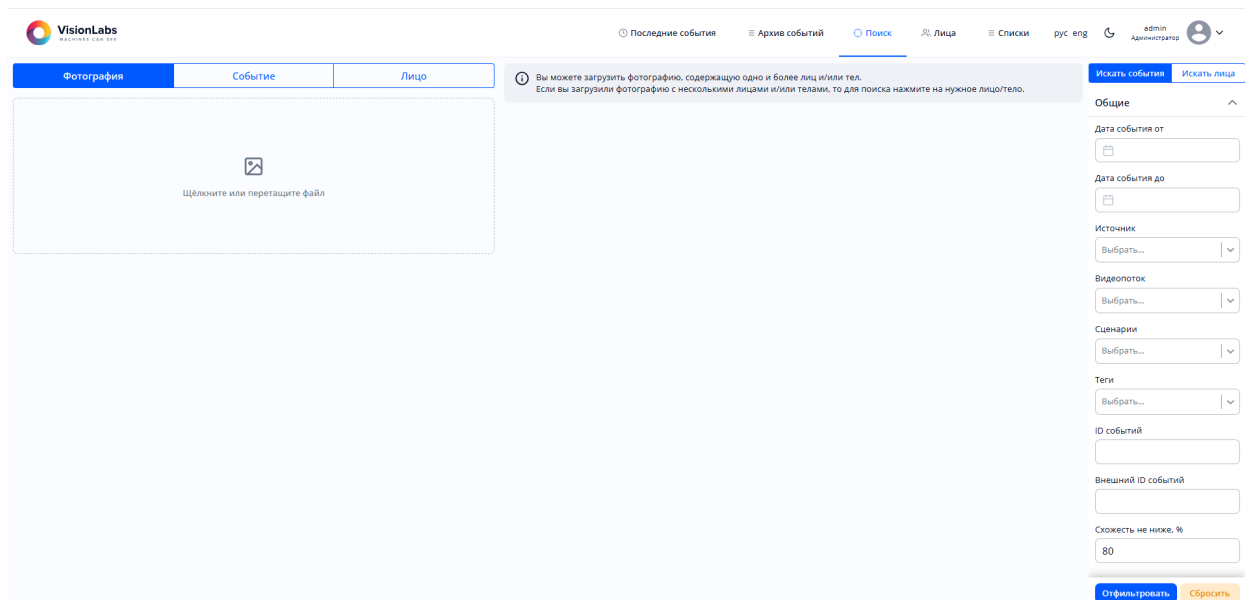 VisionLabs
MACHINES CAN SEE
Последние события
Архив событий
Поиск
Лица
Списки
рус eng
admin
Администратор
Фотография
Событие
Лицо
Щёлкните или перетащите файл
Вы можете загрузить фотографию, содержащую одно и более лиц и/или тел.
Если вы загрузили фотографию с несколькими лицами и/или телами, то для поиска нажмите на нужное лицо/тело.
Искать события
Искать лица
Общие
Дата события от
Дата события до
Источник
Выбрать...
Видеопоток
Выбрать...
Сценарии
Выбрать...
Теги
Выбрать...
ID событий
Внешний ID событий
Схожесть не ниже, %
80
Отфильтровать
Сбросить